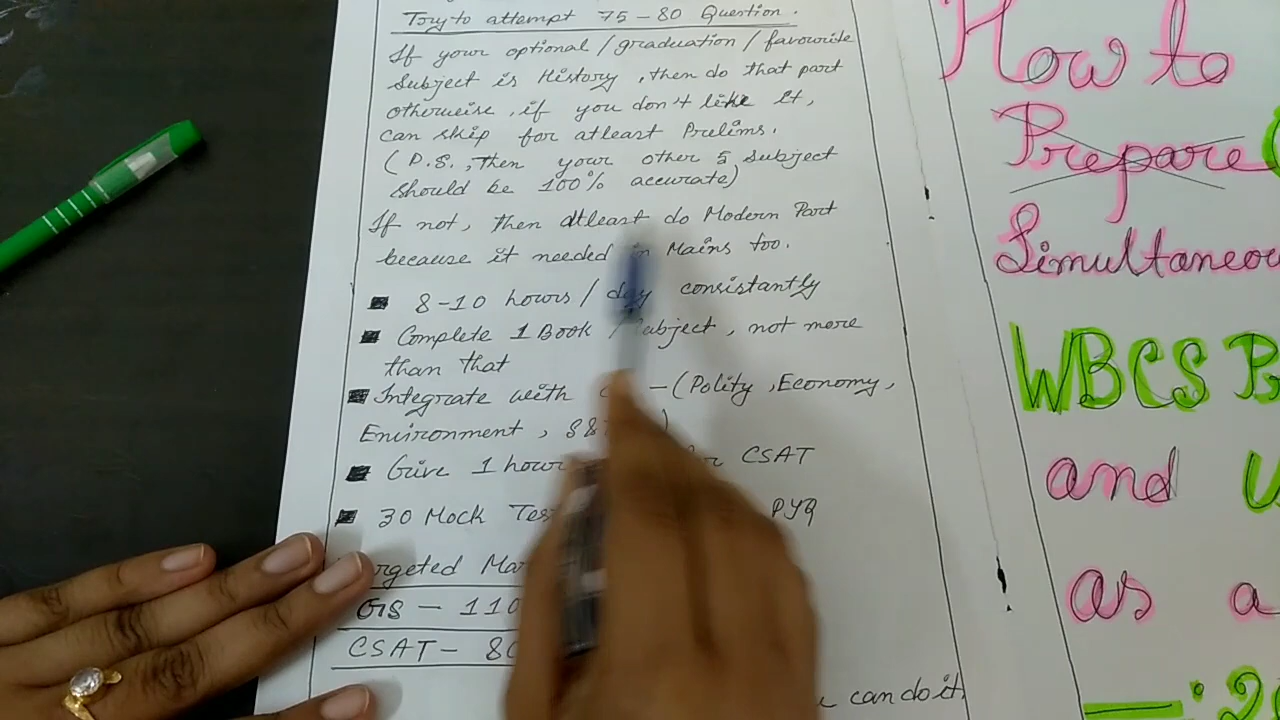 Try to attempt 75-80 Question.
If your optional/graduation/favourite
Subject is History, then do that part
otherweise, if you don't like it,
can skip for atleast Prelims.
(P.S., then your other 5 subject
should be 100% accurate)
If not, then atleast do Modern Part
because it needed in Mains too.
8-10 hours/day consistantly
Complete 1 Book / Subject, not more
than that
Integrate with - (Polity, Economy,
Environment,
Give 1 hour for CSAT
30 Mock PYQ
GS - 110
CSAT - 80
can do it.
How to
Prepare
Simultaneou
WBCS
and
as a